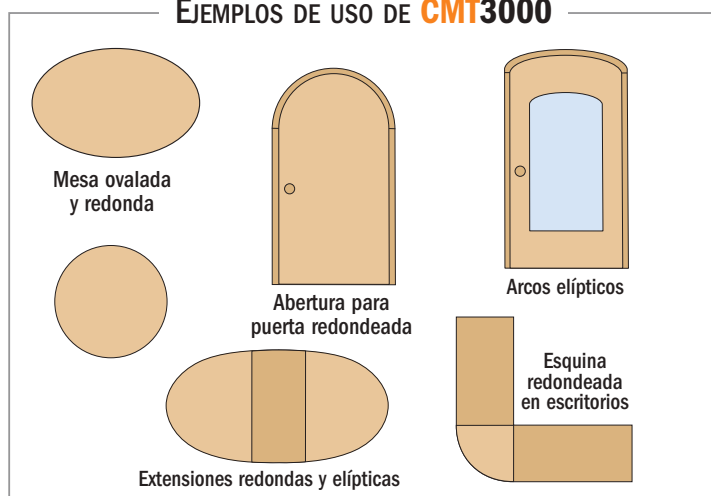 EJEMPLOS DE USO DE CMT3000
Mesa ovalada
y redonda
Abertura para
puerta redondeada
Arcos elípticos
Extensiones redondas y elípticas
Esquina
redondeada
en escritorios